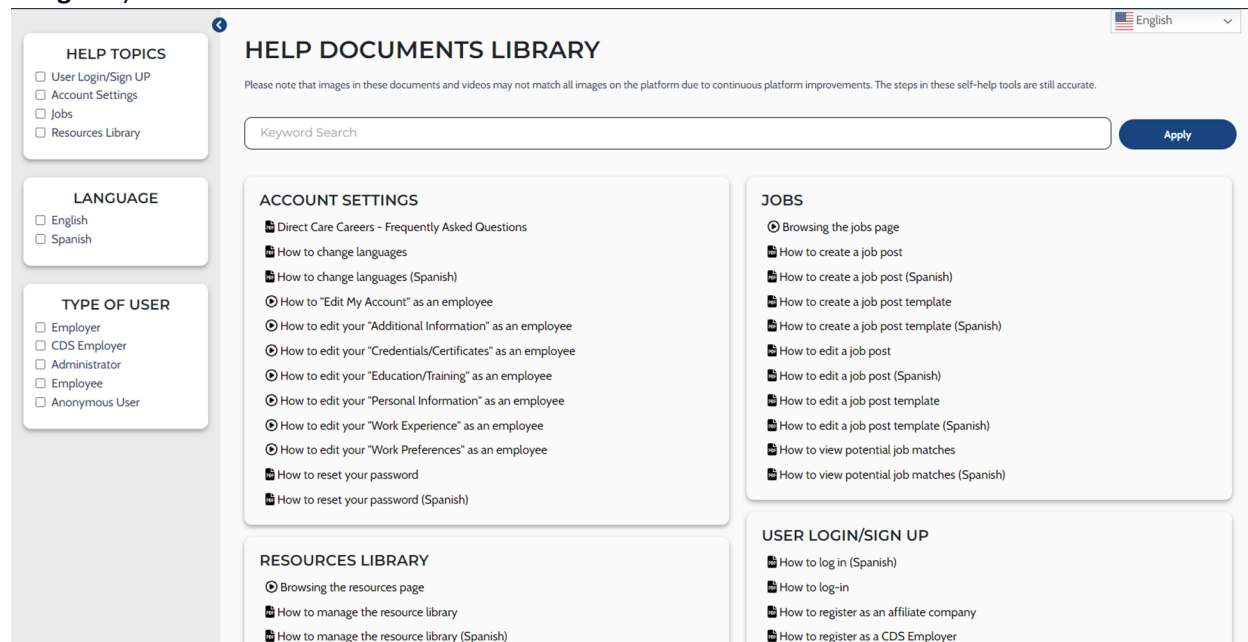 English
HELP TOPICS
User Login/Sign UP
Account Settings
Jobs
Resources Library
LANGUAGE
English
Spanish
TYPE OF USER
Employer
CDS Employer
Administrator
Employee
Anonymous User
HELP DOCUMENTS LIBRARY
Please note that images in these documents and videos may not match all images on the platform due to continuous platform improvements. The steps in these self-help tools are still accurate.
Keyword Search
Apply
ACCOUNT SETTINGS
Direct Care Careers - Frequently Asked Questions
How to change languages
How to change languages (Spanish)
How to "Edit My Account" as an employee
How to edit your "Additional Information" as an employee
How to edit your "Credentials/Certificates" as an employee
How to edit your "Education/Training" as an employee
How to edit your "Personal Information" as an employee
How to edit your "Work Experience" as an employee
How to edit your "Work Preferences" as an employee
How to reset your password
How to reset your password (Spanish)
RESOURCES LIBRARY
Browsing the resources page
How to manage the resource library
How to manage the resource library (Spanish)
JOBS
Browsing the jobs page
How to create a job post
How to create a job post (Spanish)
How to create a job post template
How to create a job post template (Spanish)
How to edit a job post
How to edit a job post (Spanish)
How to edit a job post template
How to edit a job post template (Spanish)
How to view potential job matches
How to view potential job matches (Spanish)
USER LOGIN/SIGN UP
How to log in (Spanish)
How to log-in
How to register as an affiliate company
How to register as a CDS Employer